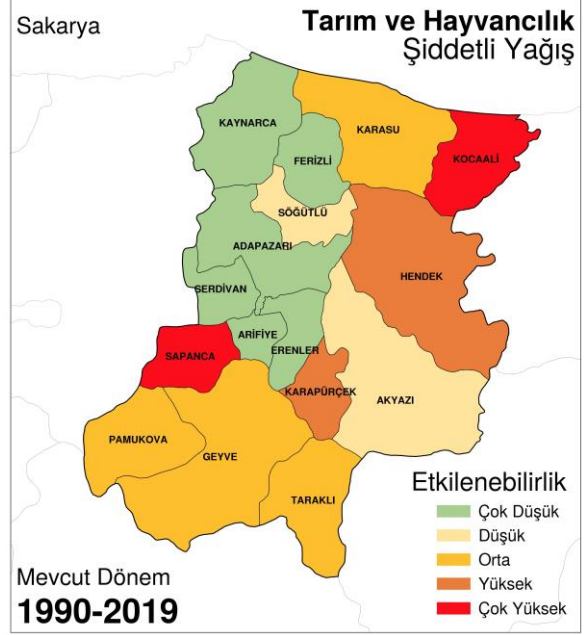 Sakarya
Tarım ve Hayvancılık
Şiddetli Yağış
KAYNARCA
KARASU
FERİZLİ
KOCAALİ
SÖĞÜTLÜ
ADAPAZARI
HENDEK
SERDİVAN
ARİFİYE
ERENLER
SAPANCA
KARAPÜRÇEK
AKYAZI
PAMUKOVA
GEYVE
TARAKLI
Etkilenebilirlik
Çok Düşük
Düşük
Orta
Yüksek
Çok Yüksek
Mevcut Dönem
1990-2019